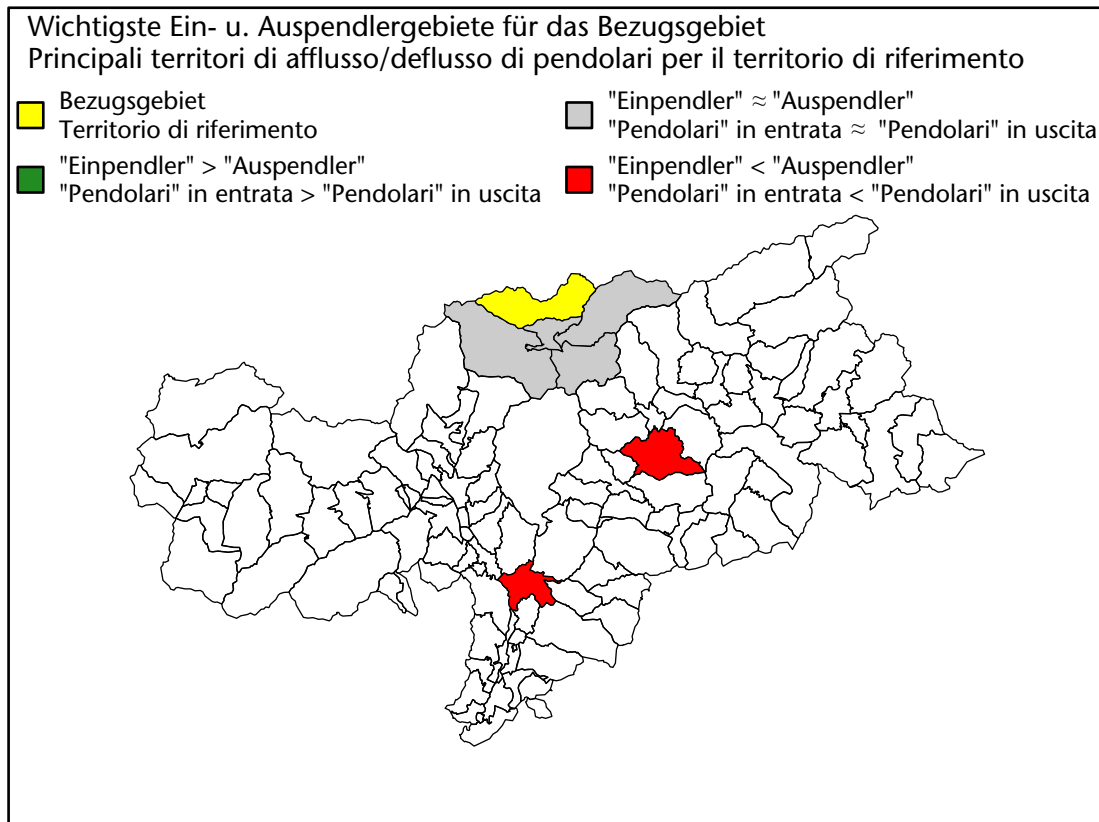 Wichtigste Ein- u. Auspendlergebiete für das Bezugsgebiet
Principali territori di afflusso/deflusso di pendolari per il territorio di riferimento
Bezugsgebiet
Territorio di riferimento
"Einpendler" > "Auspendler"
"Pendolari" in entrata > "Pendolari" in uscita
"Einpendler" ≈ "Auspendler"
"Pendolari" in entrata ≈ "Pendolari" in uscita
"Einpendler" < "Auspendler"
"Pendolari" in entrata < "Pendolari" in uscita